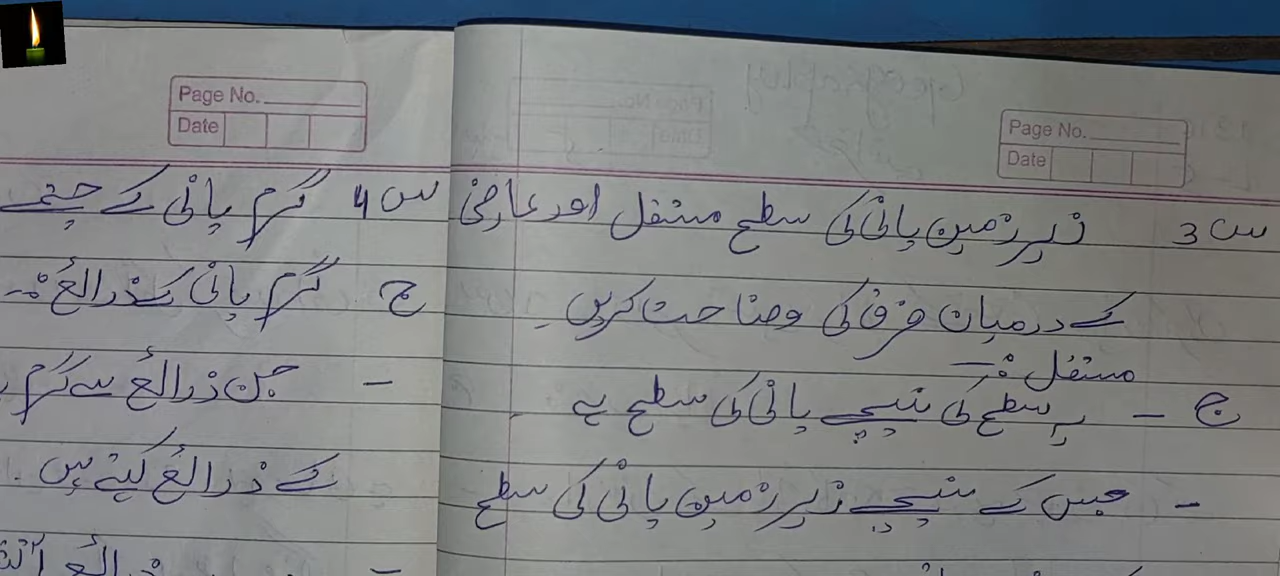 Page No.
Date
س 3 زیر زمین پانی کی سطح مستقل اور عارضی
کے درمیان فرق کی وضاحت کریں۔
مستقل :-
ج - یہ سطح کی نیچے پانی کی سطح ہے
- جس کے نیچے زیر زمین پانی کی سطح
Page No.
Date
س 4 گرم پانی کے چشمے
ج گرم پانی کے ذرائع :-
- جن ذرائع سے گرم
کے ذرائع کہتے ہیں ۔
ذرائع